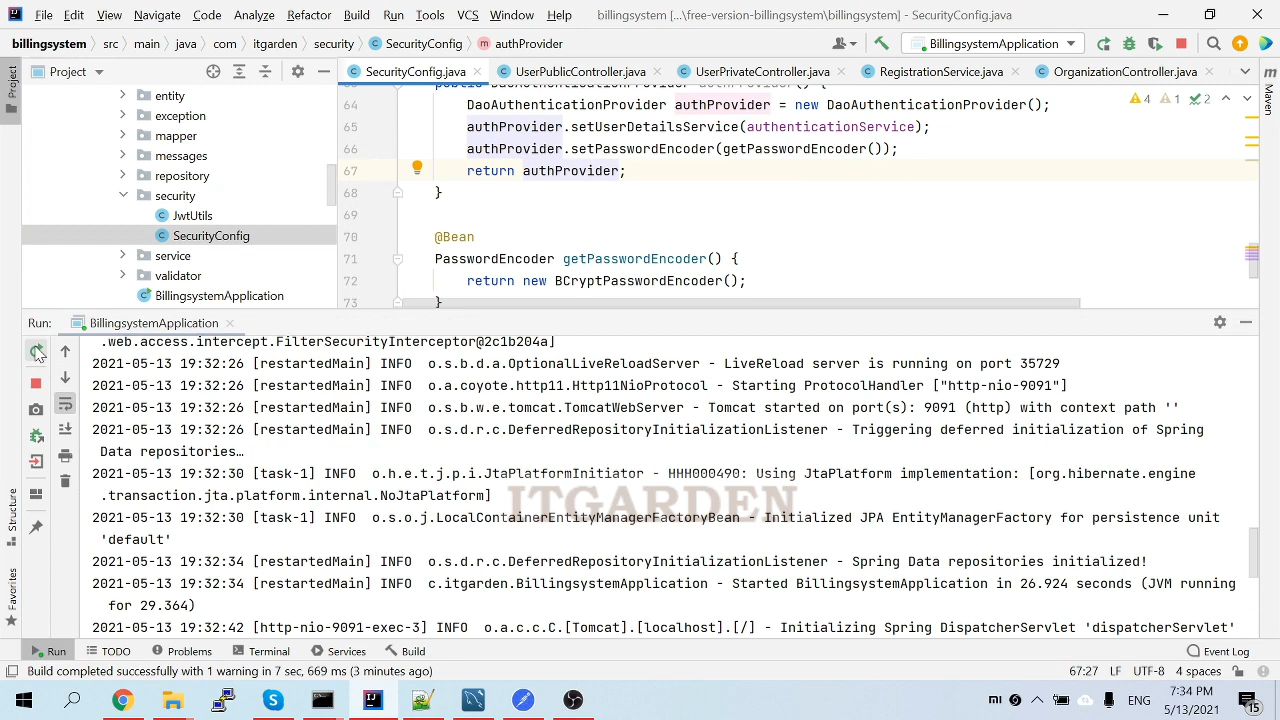 File Edit View Navigate Code Analyze Refactor Build Run Tools VCS Window Help billingsystem [...\free-version-billingsystem\billingsystem] - SecurityConfig.java
billingsystem src main java com itgarden security SecurityConfig authProvider BillingsystemApplication
Project SecurityConfig.java UserPublicController.java UserPrivateController.java RegistrationService.java OrganizationController.java
Project
Maven
entity
exception
mapper
messages
repository
security
JwtUtils
SecurityConfig
service
validator
BillingsystemApplication
4 1 2
64 DaoAuthenticationProvider authProvider = new DaoAuthenticationProvider();
65 authProvider.setUserDetailsService(authenticationService);
66 authProvider.setPasswordEncoder(getPasswordEncoder());
67 return authProvider;
68 }
69
70 @Bean
71 PasswordEncoder getPasswordEncoder() {
72 return new BCryptPasswordEncoder();
73 }
Run: BillingsystemApplication
.web.access.intercept.FilterSecurityInterceptor@2c1b204a]
2021-05-13 19:32:26 [restartedMain] INFO o.s.b.d.a.OptionalLiveReloadServer - LiveReload server is running on port 35729
2021-05-13 19:32:26 [restartedMain] INFO o.a.coyote.http11.Http11NioProtocol - Starting ProtocolHandler ["http-nio-9091"]
2021-05-13 19:32:26 [restartedMain] INFO o.s.b.w.e.tomcat.TomcatWebServer - Tomcat started on port(s): 9091 (http) with context path ''
2021-05-13 19:32:26 [restartedMain] INFO o.s.d.r.c.DeferredRepositoryInitializationListener - Triggering deferred initialization of Spring
Data repositories…
2021-05-13 19:32:30 [task-1] INFO o.h.e.t.j.p.i.JtaPlatformInitiator - HHH000490: Using JtaPlatform implementation: [org.hibernate.engine
.transaction.jta.platform.internal.NoJtaPlatform]
ITGARDEN
2021-05-13 19:32:30 [task-1] INFO o.s.o.j.LocalContainerEntityManagerFactoryBean - Initialized JPA EntityManagerFactory for persistence unit
'default'
2021-05-13 19:32:34 [restartedMain] INFO o.s.d.r.c.DeferredRepositoryInitializationListener - Spring Data repositories initialized!
2021-05-13 19:32:34 [restartedMain] INFO c.itgarden.BillingsystemApplication - Started BillingsystemApplication in 26.924 seconds (JVM running
for 29.364)
2021-05-13 19:32:42 [http-nio-9091-exec-3] INFO o.a.c.c.C.[Tomcat].[localhost].[/] - Initializing Spring DispatcherServlet 'dispatcherServlet'
Structure
Favorites
Run TODO Problems Terminal Services Build Event Log
Build completed successfully with 1 warning in 7 sec, 669 ms (3 minutes ago) 67:27 LF UTF-8 4 spaces
ENG 7:34 PM
5/13/2021 15